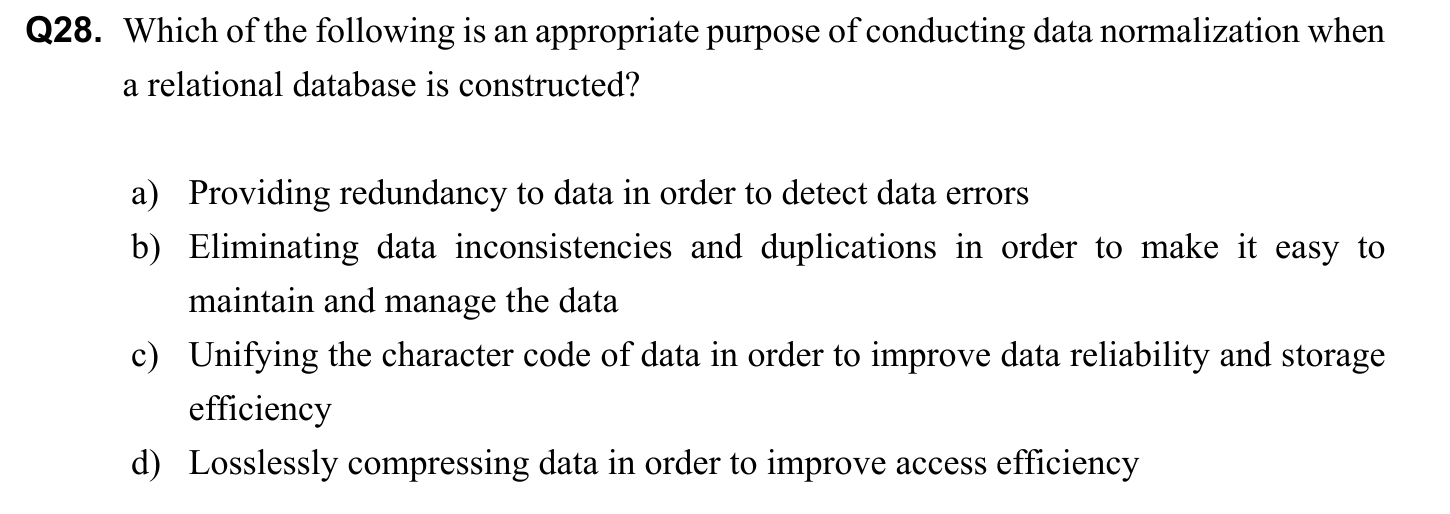 Q28. Which of the following is an appropriate purpose of conducting data normalization when
a relational database is constructed?
a) Providing redundancy to data in order to detect data errors
b) Eliminating data inconsistencies and duplications in order to make it easy to
maintain and manage the data
c) Unifying the character code of data in order to improve data reliability and storage
efficiency
d) Losslessly compressing data in order to improve access efficiency